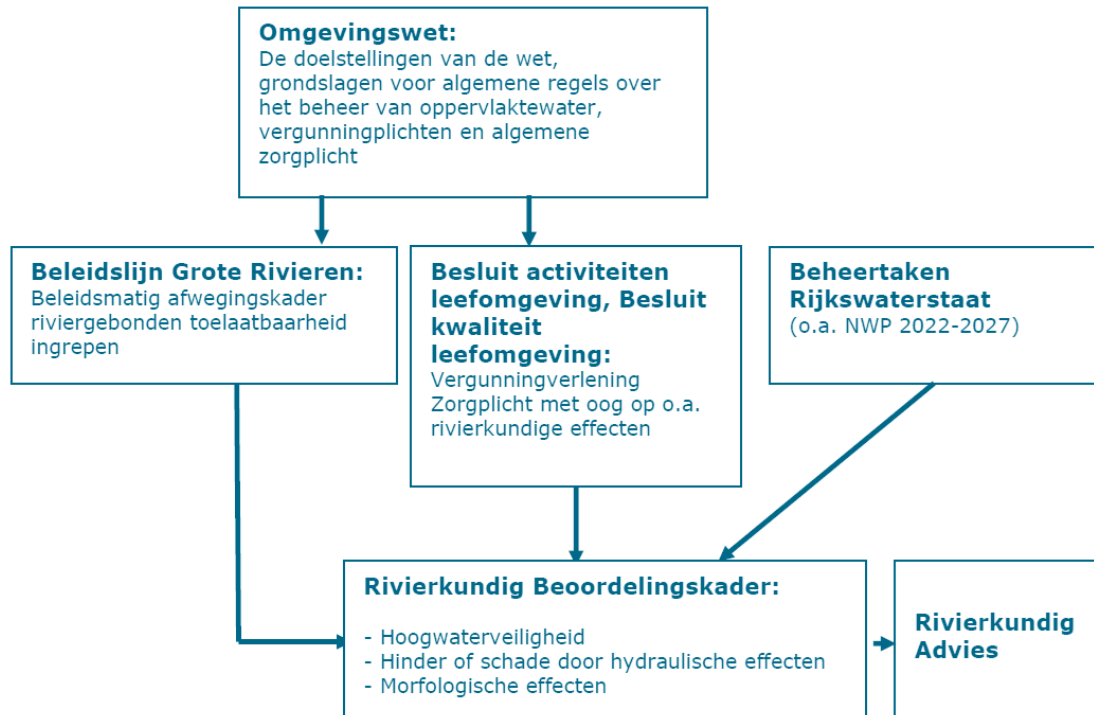 Omgevingswet:
De doelstellingen van de wet,
grondslagen voor algemene regels over
het beheer van oppervlaktewater,
vergunningplichten en algemene
zorgplicht
Beleidslijn Grote Rivieren:
Beleidsmatig afwegingskader
riviergebonden toelaatbaarheid
ingrepen
Besluit activiteiten
leefomgeving, Besluit
kwaliteit
leefomgeving:
Vergunningverlening
Zorgplicht met oog op o.a.
rivierkundige effecten
Beheertaken
Rijkswaterstaat
(o.a. NWP 2022-2027)
Rivierkundig Beoordelingskader:
- Hoogwaterveiligheid
- Hinder of schade door hydraulische effecten
- Morfologische effecten
Rivierkundig
Advies